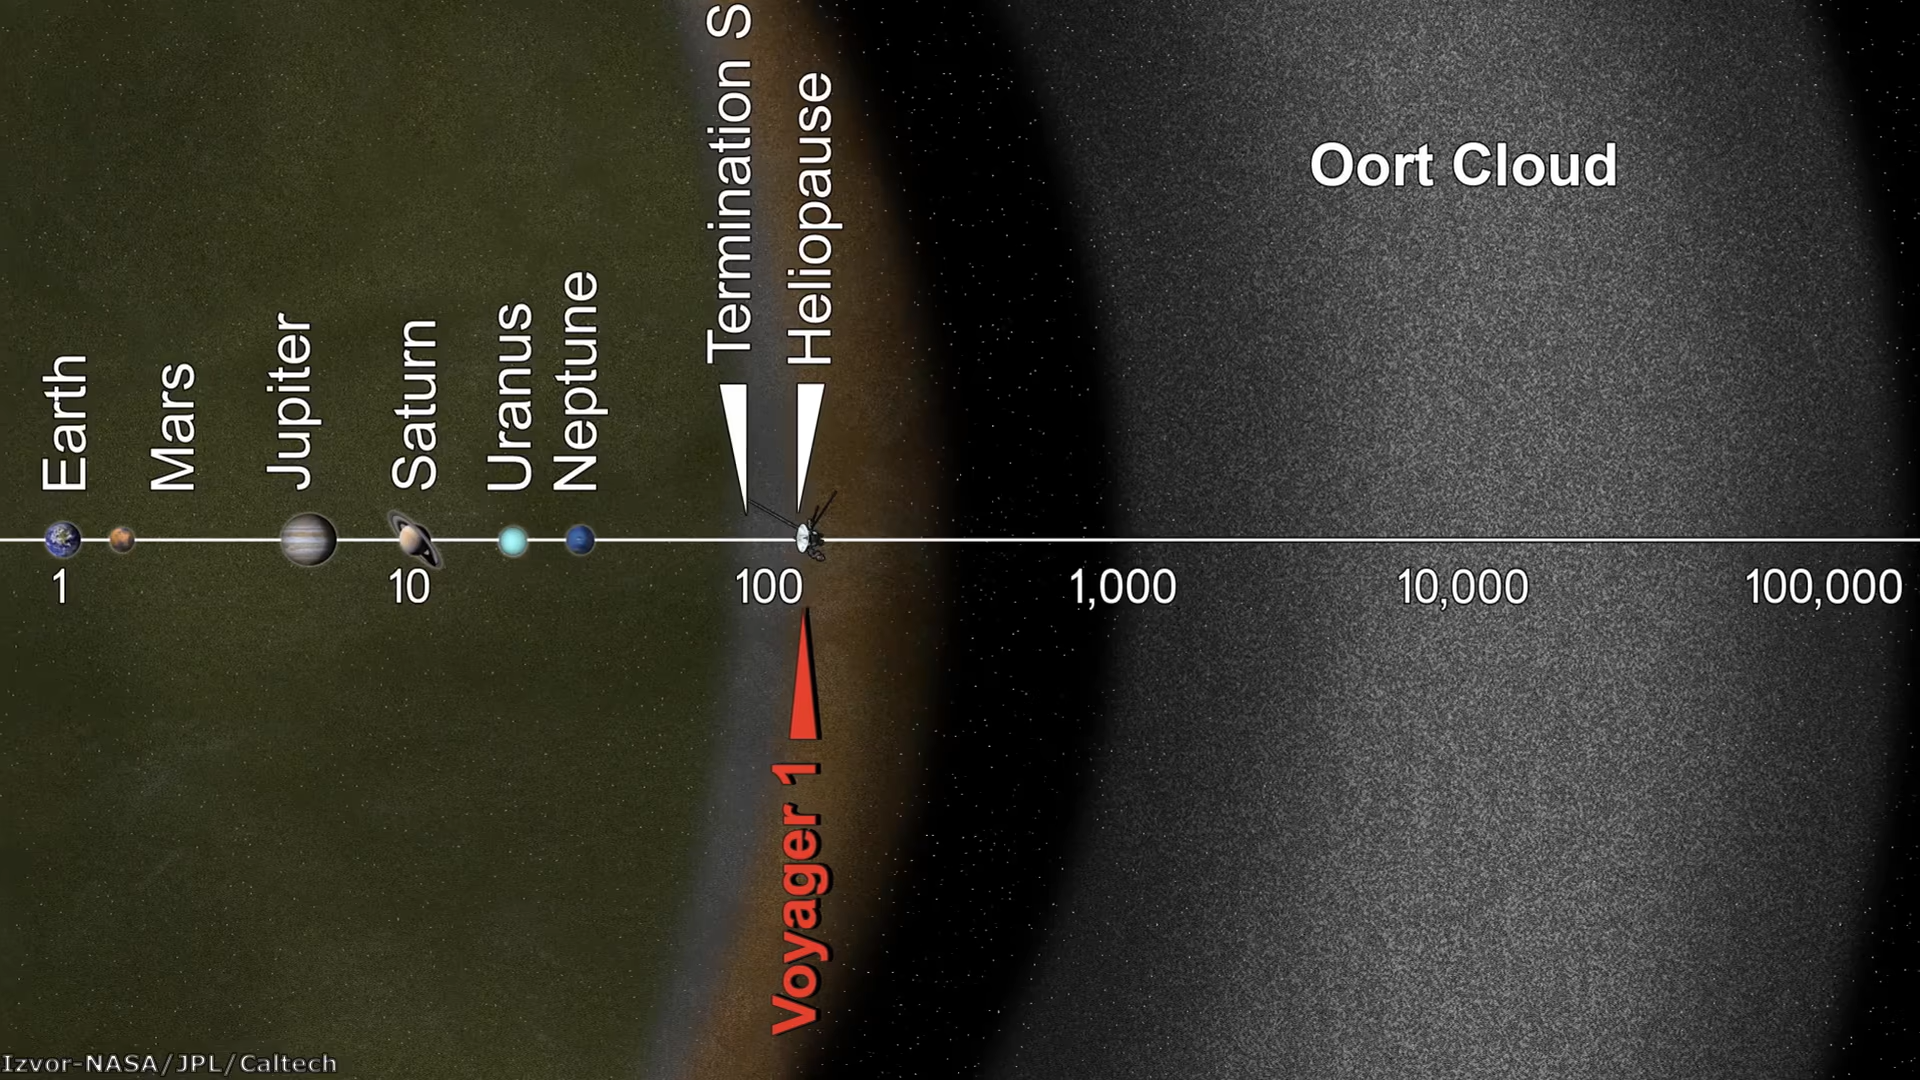 Earth
Mars
Jupiter
Saturn
Uranus
Neptune
Termination S
Heliopause
Oort Cloud
1
10
100
1,000
10,000
100,000
Voyager 1
Izvor-NASA/JPL/Caltech